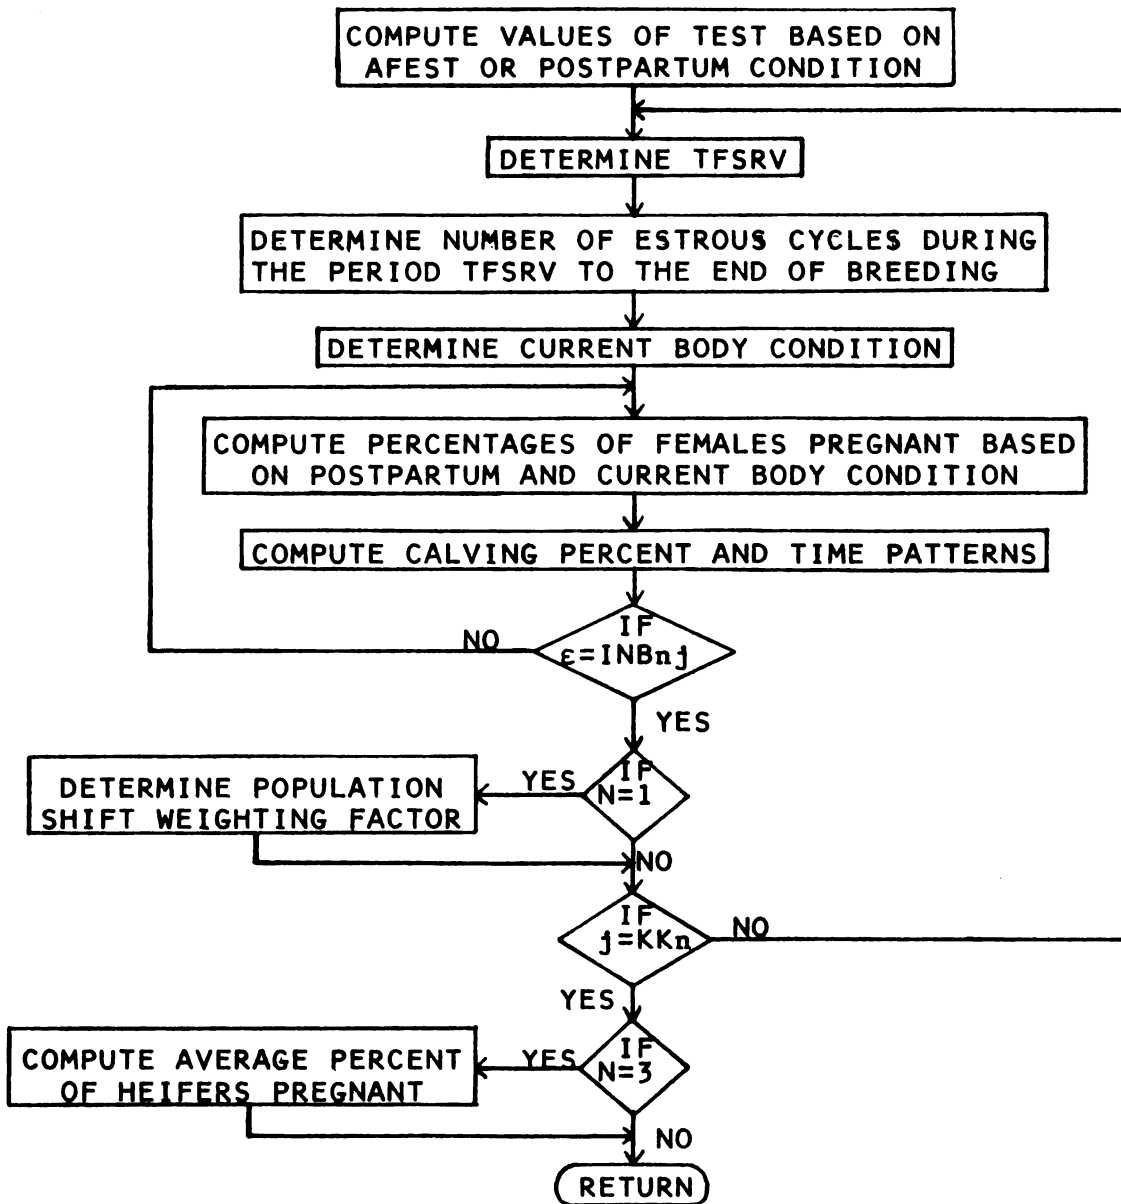 COMPUTE VALUES OF TEST BASED ON
AFEST OR POSTPARTUM CONDITION
DETERMINE TFSRV
DETERMINE NUMBER OF ESTROUS CYCLES DURING
THE PERIOD TFSRV TO THE END OF BREEDING
DETERMINE CURRENT BODY CONDITION
COMPUTE PERCENTAGES OF FEMALES PREGNANT BASED
ON POSTPARTUM AND CURRENT BODY CONDITION
COMPUTE CALVING PERCENT AND TIME PATTERNS
IF
ε=INBnj
NO
YES
IF
N=1
YES
DETERMINE POPULATION
SHIFT WEIGHTING FACTOR
NO
IF
j=KKn
NO
YES
IF
N=3
YES
COMPUTE AVERAGE PERCENT
OF HEIFERS PREGNANT
NO
RETURN